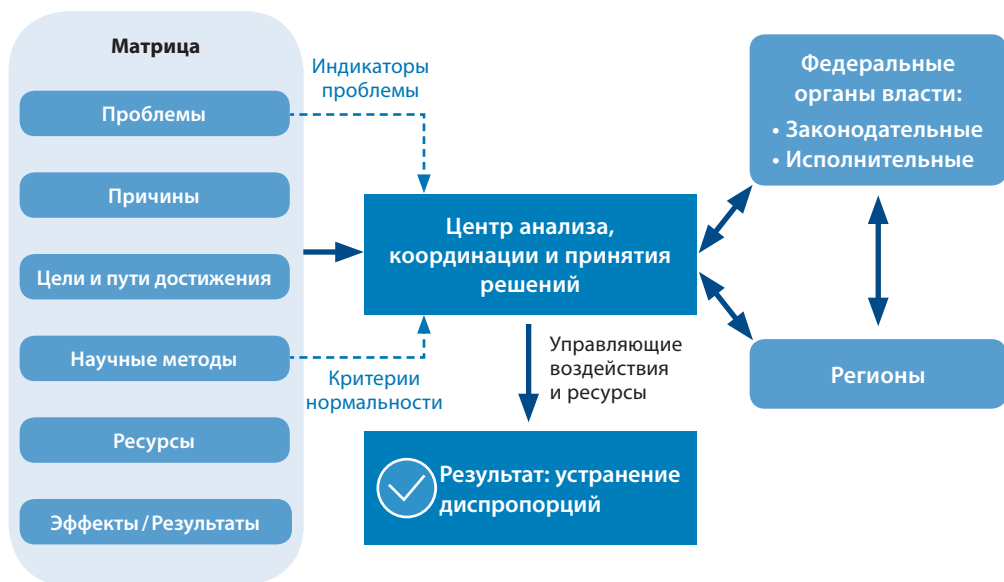 Матрица
Проблемы
Причины
Цели и пути достижения
Научные методы
Ресурсы
Эффекты / Результаты
Индикаторы
проблемы
Критерии
нормальности
Центр анализа,
координации и принятия
решений
Управляющие
воздействия
и ресурсы
Результат: устранение
диспропорций
Федеральные
органы власти:
• Законодательные
• Исполнительные
Регионы